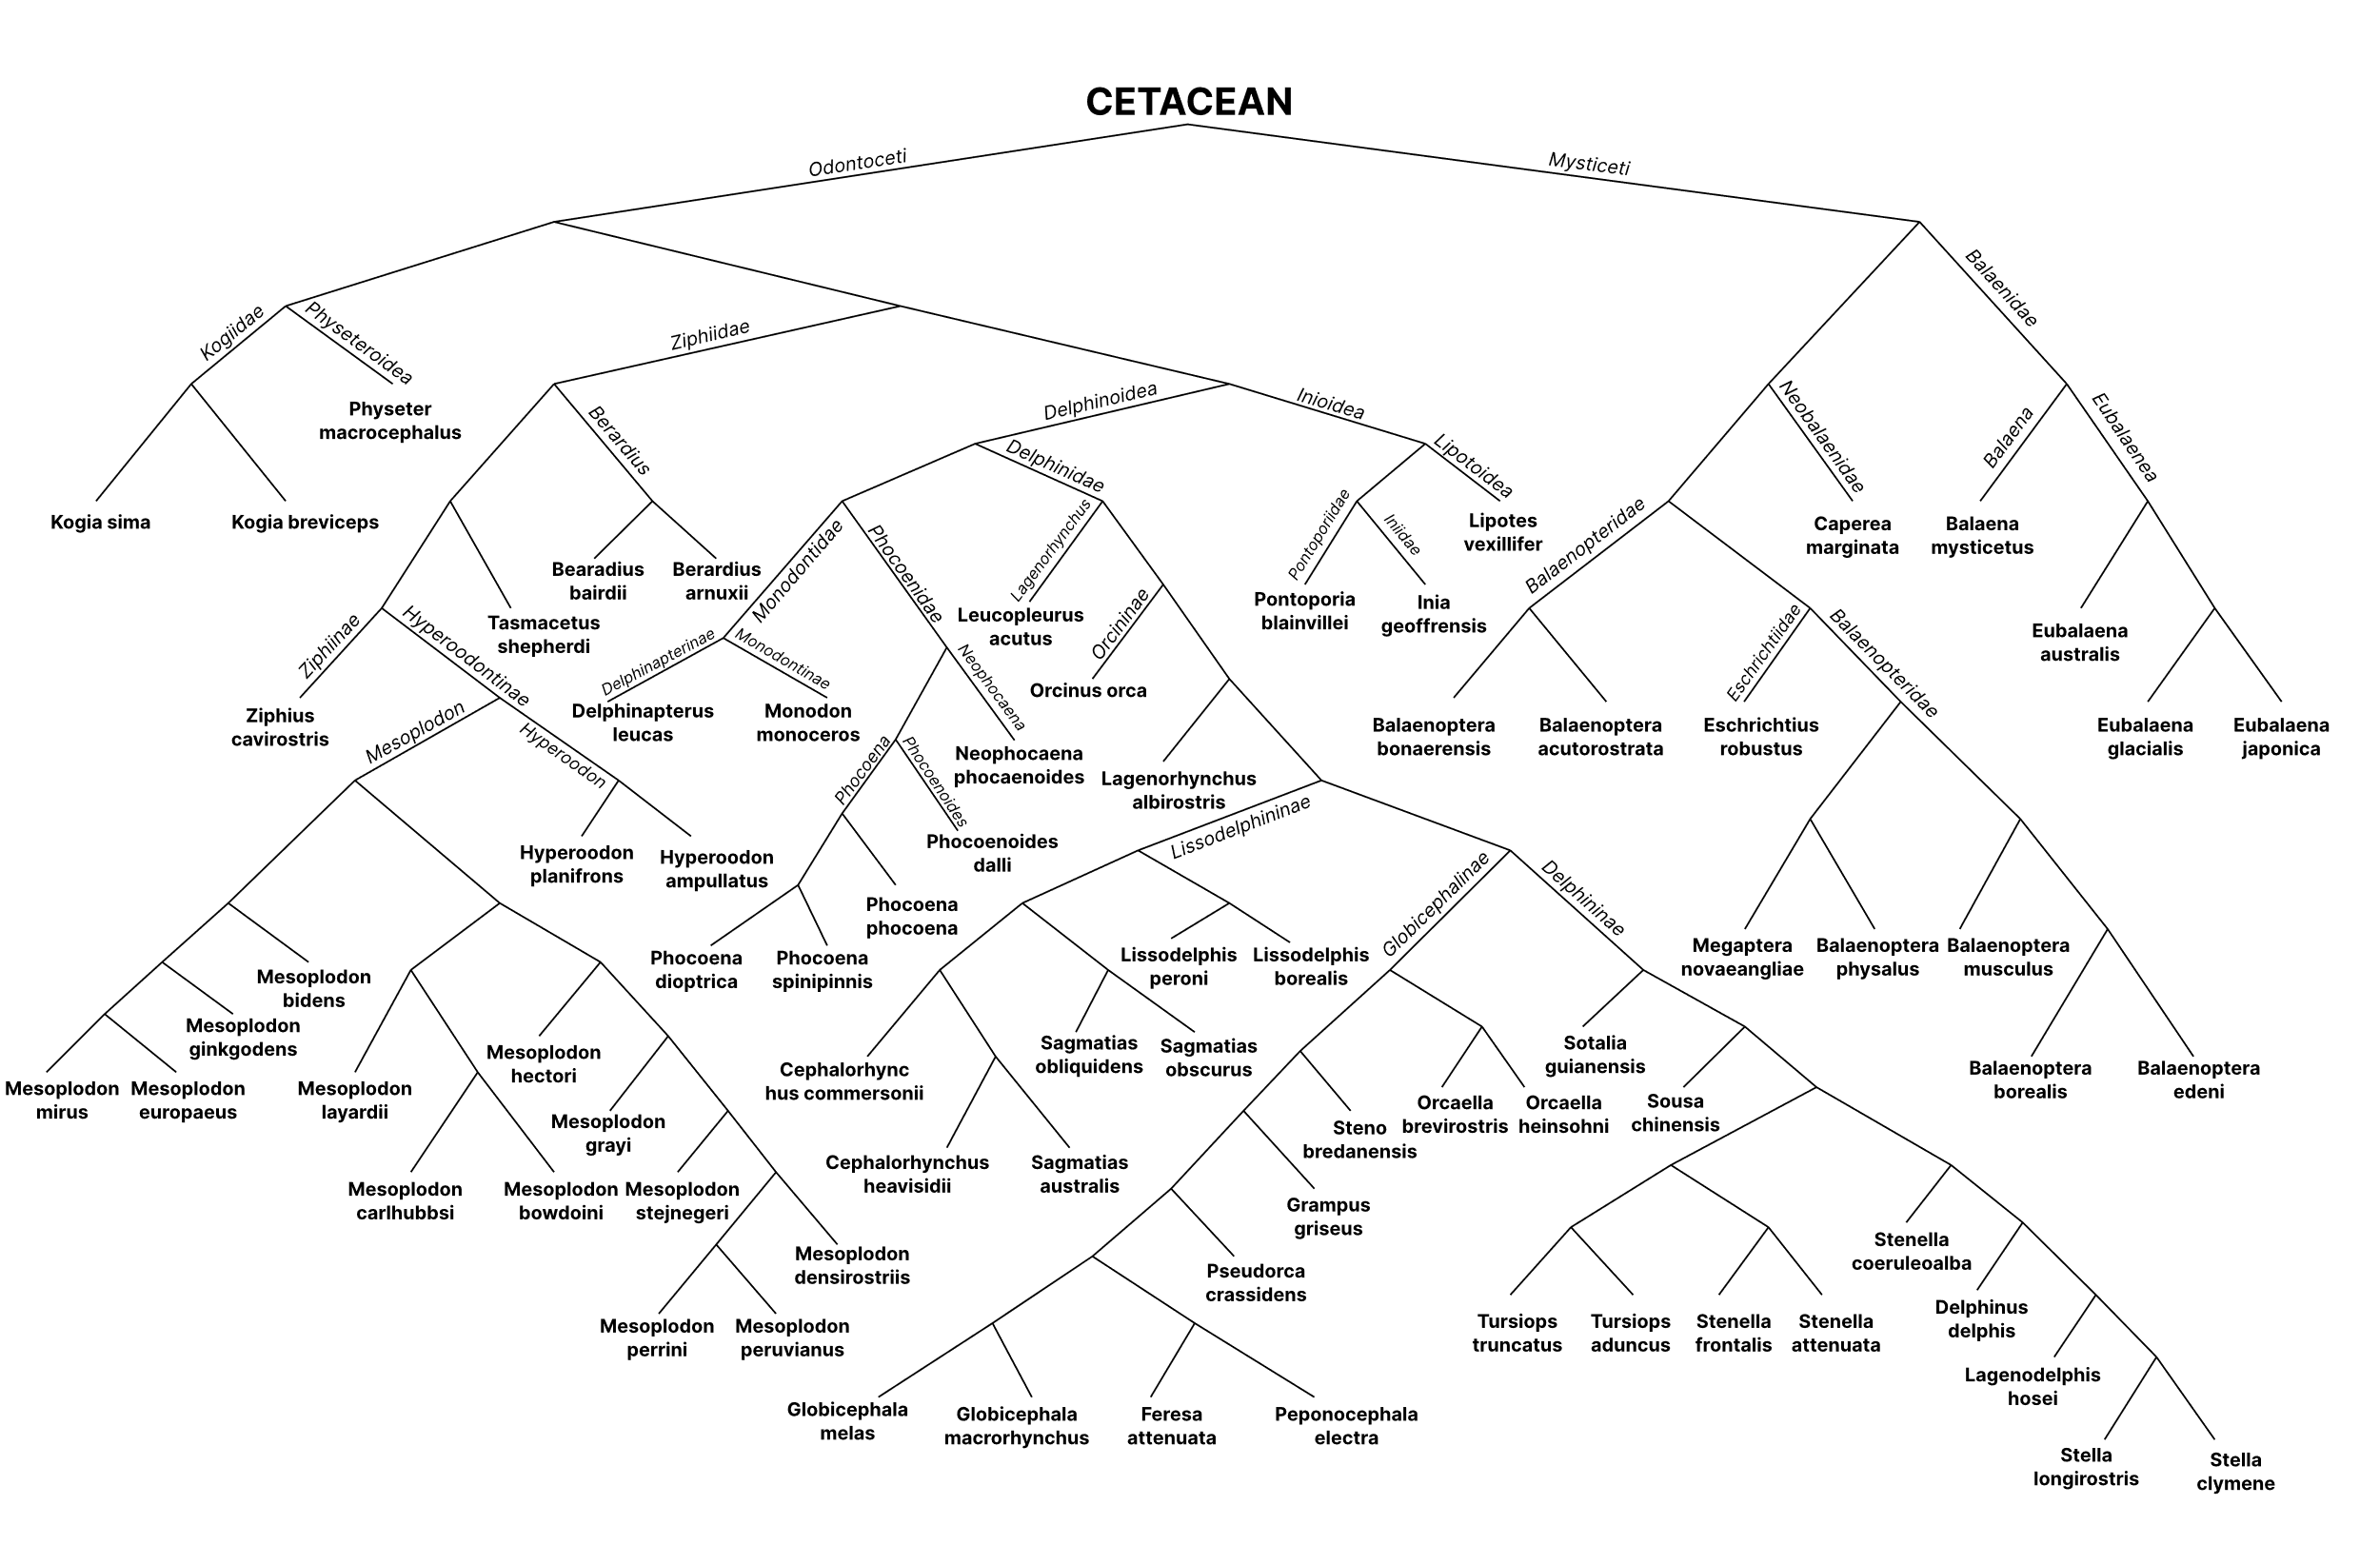 CETACEAN
Odontoceti
Mysticeti
Balaenidae
Kogiidae
Physeteroidea
Ziphiidae
Delphinoidea
Inioidea
Neobalaenidae
Balaena
Eubalaenea
Physeter
macrocephalus
Berardius
Delphinidae
Lipotoidea
Kogia sima
Kogia breviceps
Lipotes
vexillifer
Caperea
marginata
Balaena
mysticetus
Monodontidae
Phocoenidae
Lagenorhynchus
Pontoporiidae
Iniidae
Balaenopteridae
Bearadius
bairdii
Berardius
arnuxii
Tasmacetus
shepherdi
Leucopleurus
acutus
Orcininae
Pontoporia
blainvillei
Inia
geoffrensis
Eschrichtiidae
Balaenopteridae
Eubalaena
australis
Ziphiinae
Hyperoodontinae
Delphinapterinae
Monodontinae
Neophocaena
Orcinus orca
Ziphius
cavirostris
Mesoplodon
Hyperoodon
Delphinapterus
leucas
Monodon
monoceros
Balaenoptera
bonaerensis
Balaenoptera
acutorostrata
Eschrichtius
robustus
Eubalaena
glacialis
Eubalaena
japonica
Phocoena
Phocoenoides
Neophocaena
phocaenoides
Lagenorhynchus
albirostris
Lissodelphininae
Hyperoodon
planifrons
Hyperoodon
ampullatus
Phocoenoides
dalli
Globicephalinae
Delphininae
Phocoena
phocoena
Phocoena
dioptrica
Phocoena
spinipinnis
Lissodelphis
peroni
Lissodelphis
borealis
Megaptera
novaeangliae
Balaenoptera
physalus
Balaenoptera
musculus
Mesoplodon
bidens
Mesoplodon
ginkgodens
Mesoplodon
hectori
Sagmatias
obliquidens
Sagmatias
obscurus
Sotalia
guianensis
Mesoplodon
mirus
Mesoplodon
europaeus
Mesoplodon
layardii
Cephalorhync
hus commersonii
Balaenoptera
borealis
Balaenoptera
edeni
Mesoplodon
grayi
Steno
bredanensis
Orcaella
brevirostris
Orcaella
heinsohni
Sousa
chinensis
Mesoplodon
carlhubbsi
Mesoplodon
bowdoini
Mesoplodon
stejnegeri
Cephalorhynchus
heavisidii
Sagmatias
australis
Grampus
griseus
Mesoplodon
densirostriis
Pseudorca
crassidens
Stenella
coeruleoalba
Mesoplodon
perrini
Mesoplodon
peruvianus
Tursiops
truncatus
Tursiops
aduncus
Stenella
frontalis
Stenella
attenuata
Delphinus
delphis
Lagenodelphis
hosei
Globicephala
melas
Globicephala
macrorhynchus
Feresa
attenuata
Peponocephala
electra
Stella
longirostris
Stella
clymene